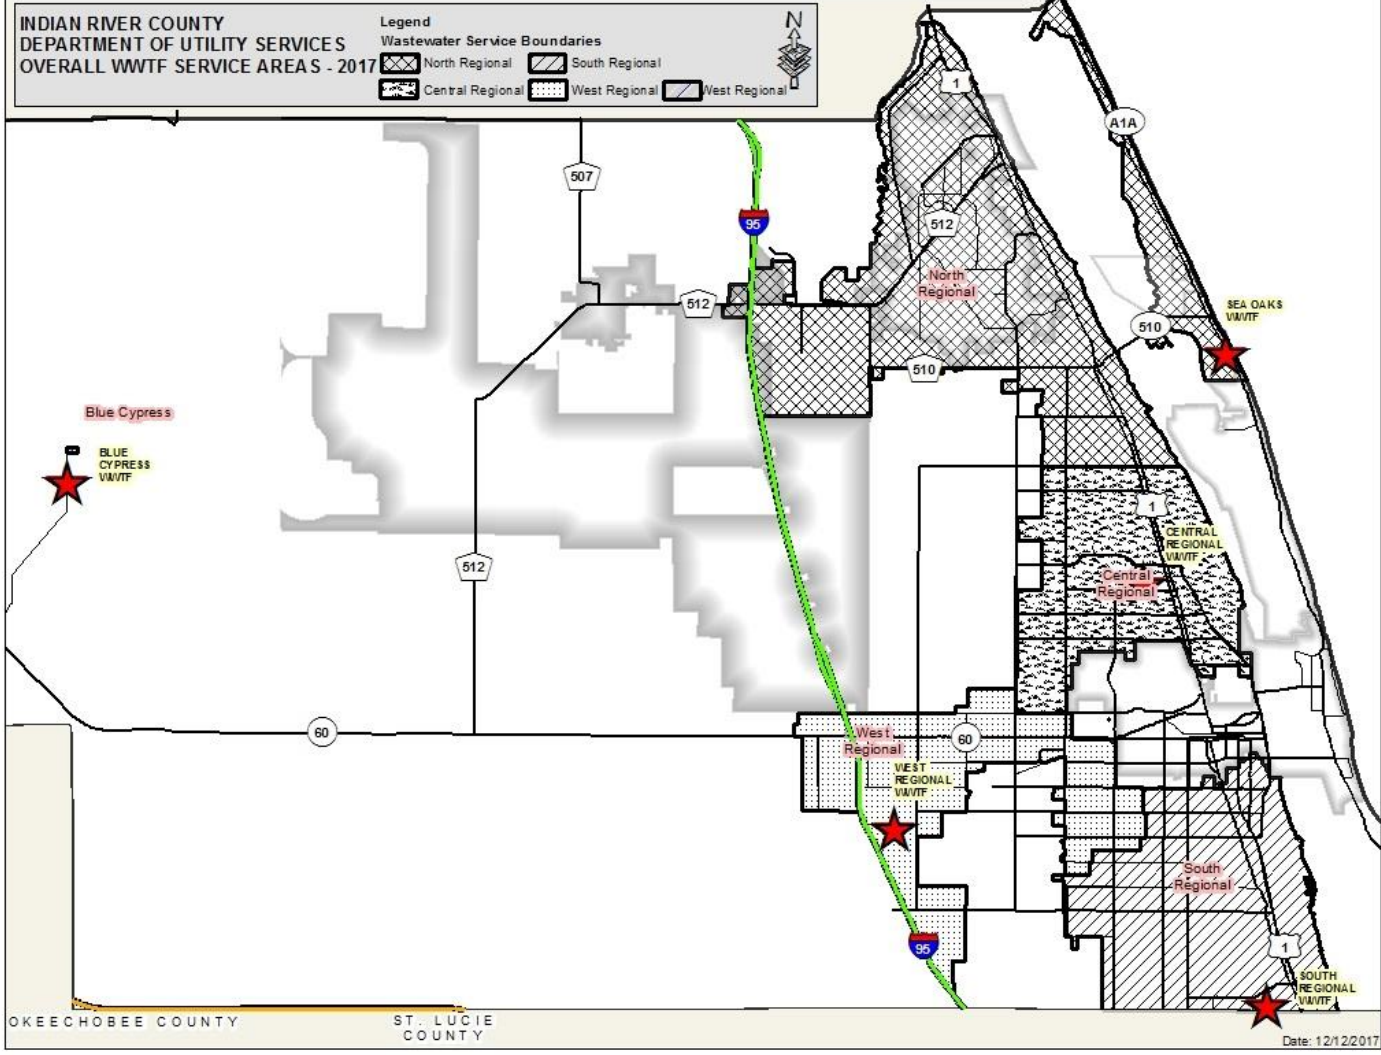 INDIAN RIVER COUNTY
DEPARTMENT OF UTILITY SERVICES
OVERALL WWTF SERVICE AREAS - 2017
Legend
Wastewater Service Boundaries
North Regional
South Regional
Central Regional
West Regional
West Regional
N
1
A1A
507
95
512
North
Regional
512
SEA OAKS
WWTF
510
510
Blue Cypress
BLUE
CYPRESS
WWTF
1
CENTRAL
REGIONAL
WWTF
512
Central
Regional
60
West
Regional
60
WEST
REGIONAL
WWTF
South
Regional
95
1
SOUTH
REGIONAL
WWTF
OKEECHOBEE COUNTY
ST. LUCIE
COUNTY
Date: 12/12/2017